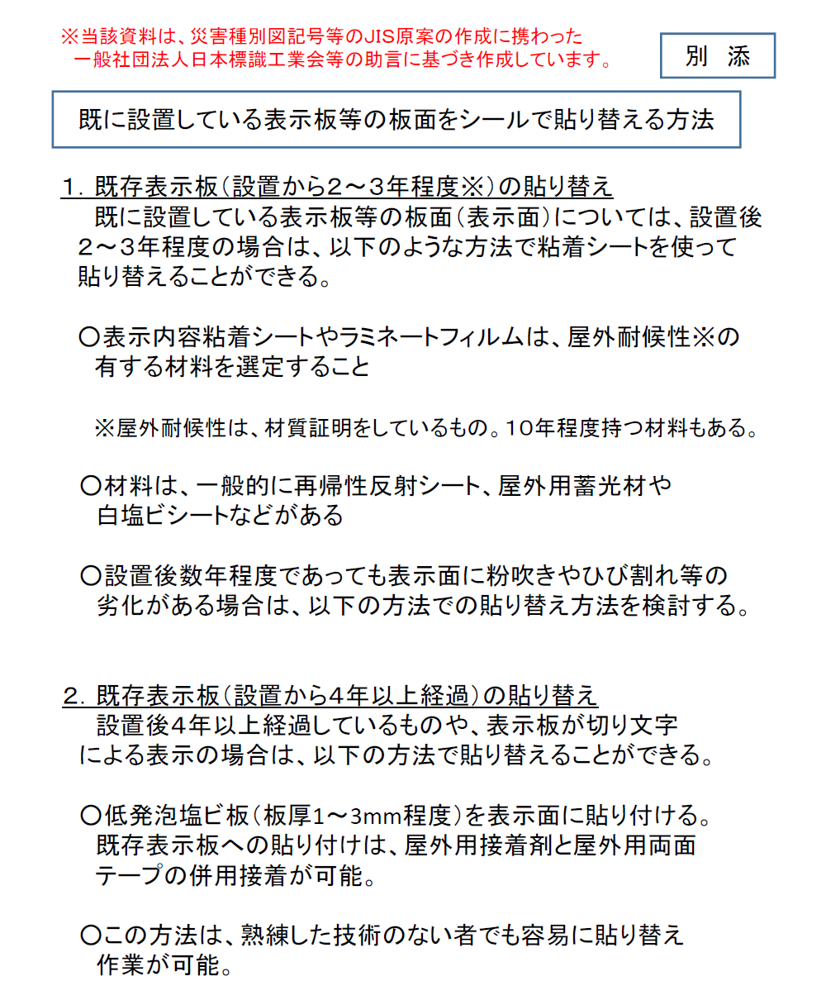 ※当該資料は、災害種別図記号等のJIS原案の作成に携わった
一般社団法人日本標識工業会等の助言に基づき作成しています。
別　添
既に設置している表示板等の板面をシールで貼り替える方法
１．既存表示板（設置から２～３年程度※）の貼り替え
既に設置している表示板等の板面（表示面）については、設置後
２～３年程度の場合は、以下のような方法で粘着シートを使って
貼り替えることができる。
〇表示内容粘着シートやラミネートフィルムは、屋外耐候性※の
有する材料を選定すること
※屋外耐候性は、材質証明をしているもの。１０年程度持つ材料もある。
〇材料は、一般的に再帰性反射シート、屋外用蓄光材や
白塩ビシートなどがある
〇設置後数年程度であっても表示面に粉吹きやひび割れ等の
劣化がある場合は、以下の方法での貼り替え方法を検討する。
２．既存表示板（設置から４年以上経過）の貼り替え
設置後４年以上経過しているものや、表示板が切り文字
による表示の場合は、以下の方法で貼り替えることができる。
〇低発泡塩ビ板（板厚1～3mm程度）を表示面に貼り付ける。
既存表示板への貼り付けは、屋外用接着剤と屋外用両面
テープの併用接着が可能。
〇この方法は、熟練した技術のない者でも容易に貼り替え
作業が可能。